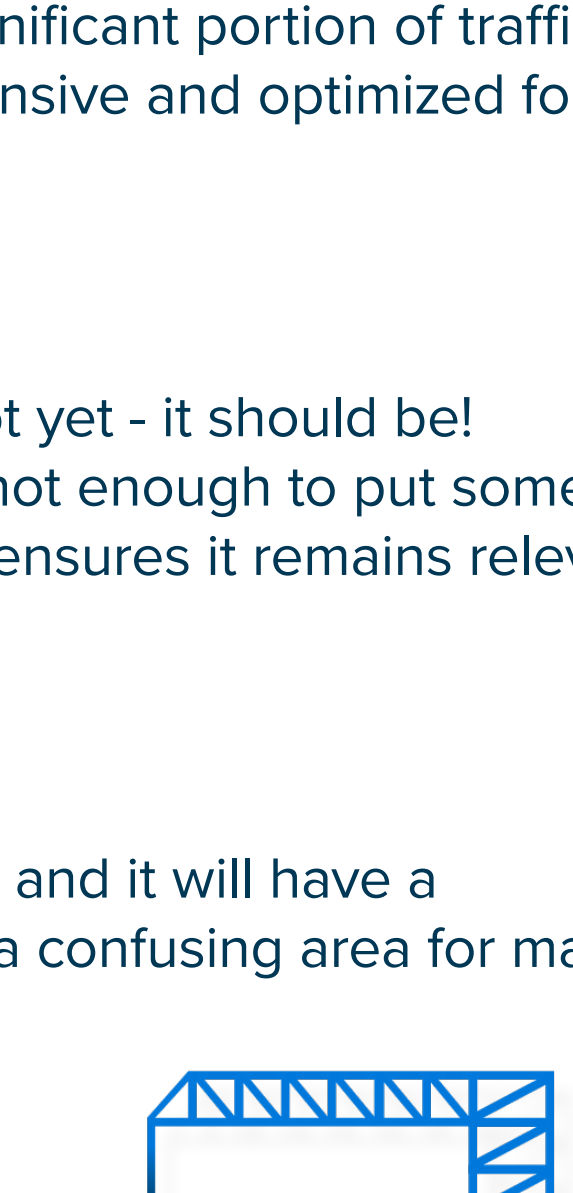 nificant portion of traffi
nsive and optimized fo
t yet - it should be!
not enough to put some
ensures it remains relev
and it will have a
a confusing area for ma